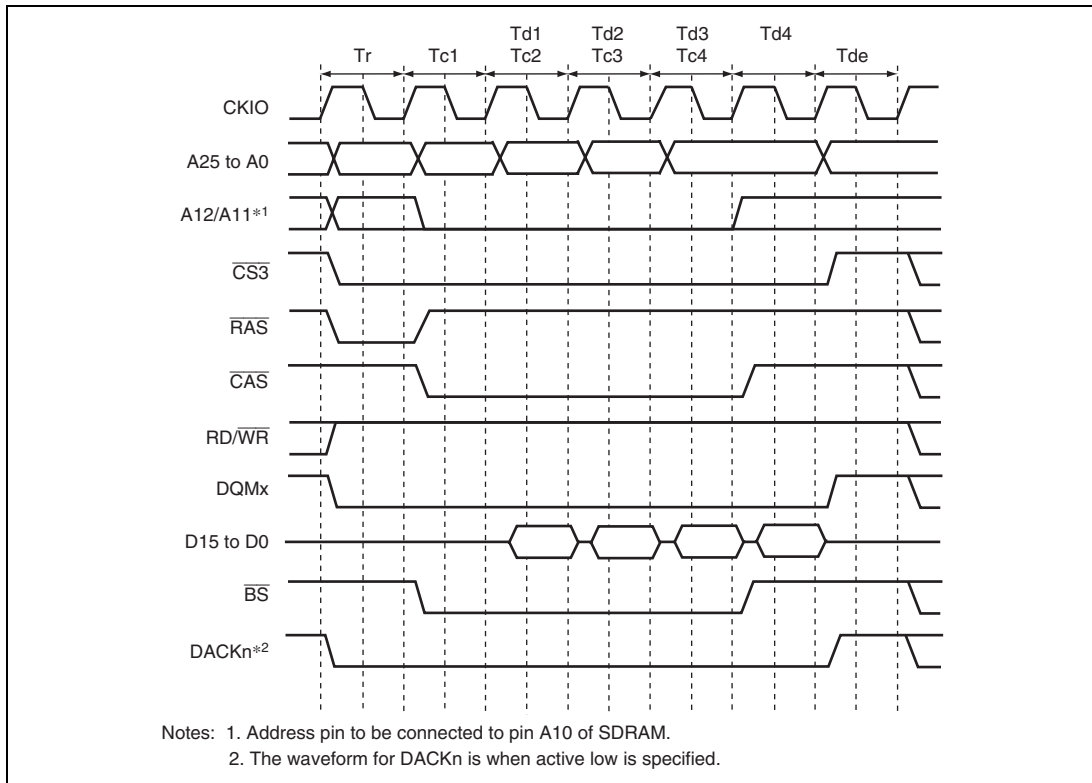 Td1 Td2 Td3 Td4
Tr Tc1 Tc2 Tc3 Tc4 Tde
CKIO
A25 to A0
A12/A11*1
CS3
RAS
CAS
RD/WR
DQMx
D15 to D0
BS
DACKn*2
Notes: 1. Address pin to be connected to pin A10 of SDRAM.
2. The waveform for DACKn is when active low is specified.